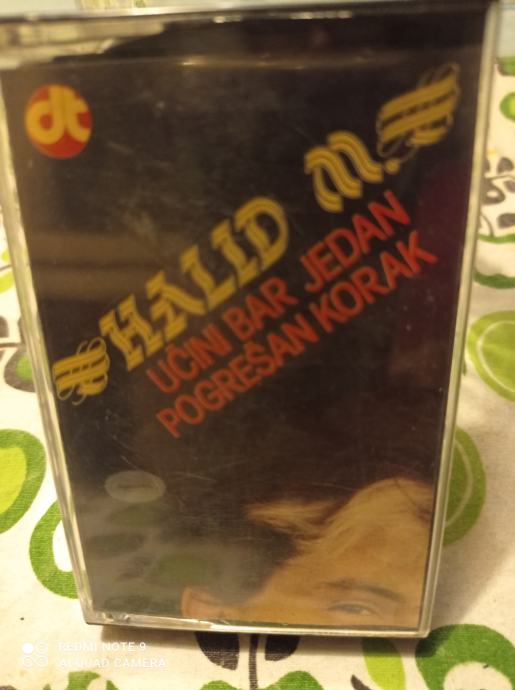 dt
HALID M.
UČINI BAR JEDAN
POGREŠAN KORAK
REDMI NOTE 9
AI QUAD CAMERA